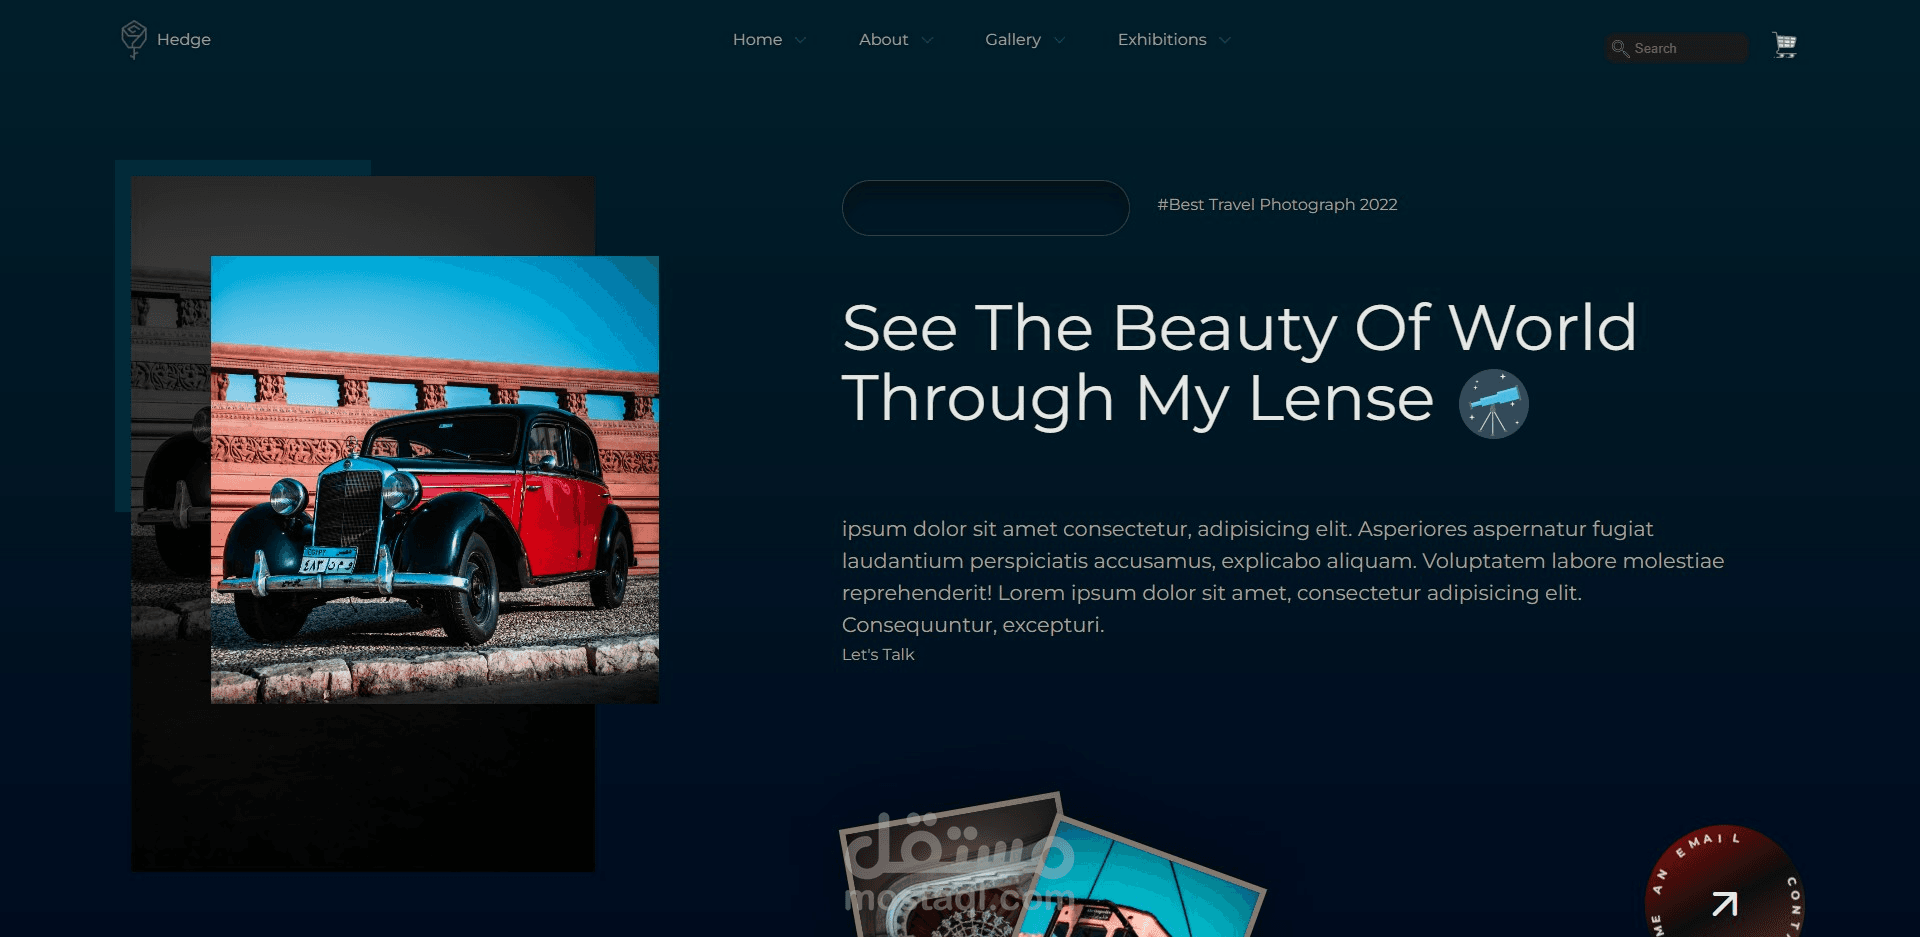 Hedge
Home
About
Gallery
Exhibitions
Search
#Best Travel Photograph 2022
See The Beauty Of World
Through My Lense
EGYPT مصر
ipsum dolor sit amet consectetur, adipisicing elit. Asperiores aspernatur fugiat
laudantium perspiciatis accusamus, explicabo aliquam. Voluptatem labore molestiae
reprehenderit! Lorem ipsum dolor sit amet, consectetur adipisicing elit.
Consequuntur, excepturi.
Let's Talk
مستقل
mostaql.com
ME AN EMAIL